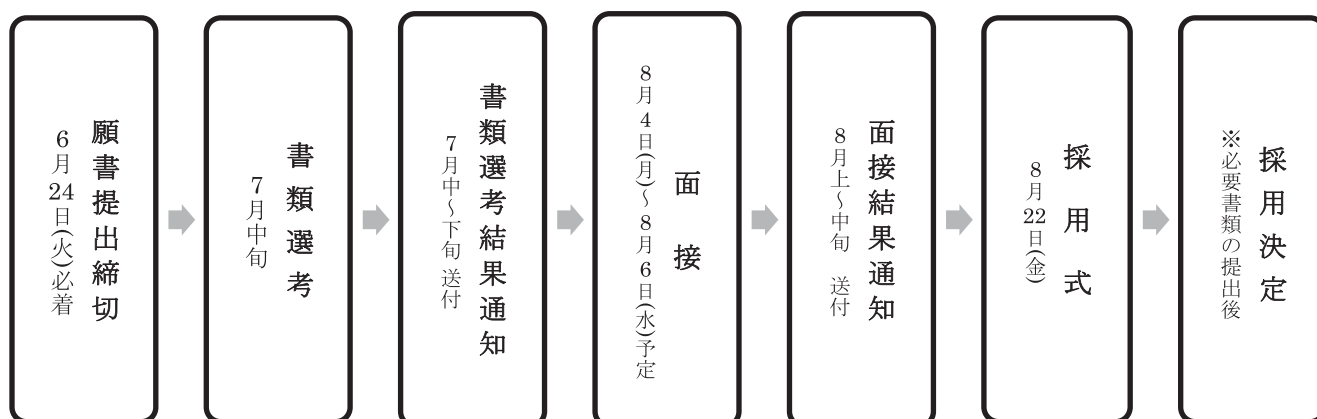 願書提出締切
6月24日(火)必着
書類選考
7月中旬
書類選考結果通知
7月中～下旬 送付
面接
8月4日(月)～8月6日(水)予定
面接結果通知
8月上～中旬 送付
採用式
8月22日(金)
採用決定
※必要書類の提出後